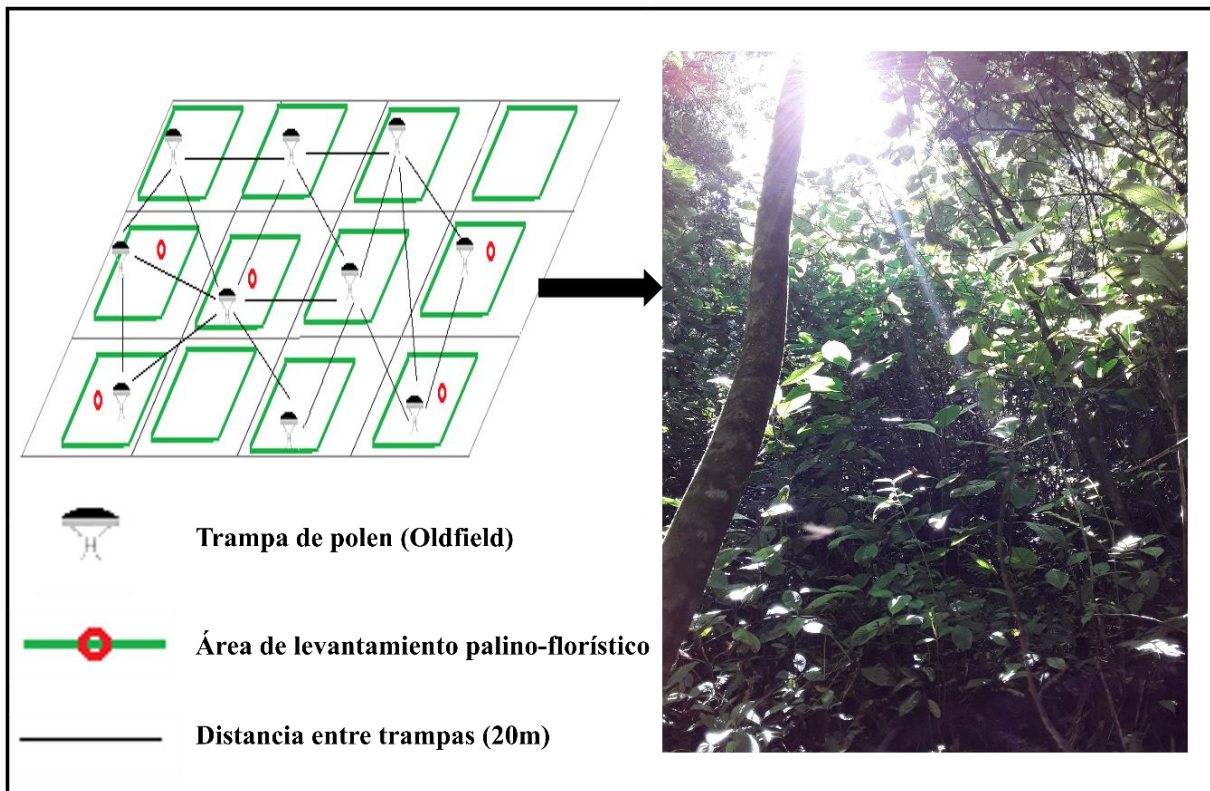 Trampa de polen (Oldfield)
Área de levantamiento palino-florístico
Distancia entre trampas (20m)